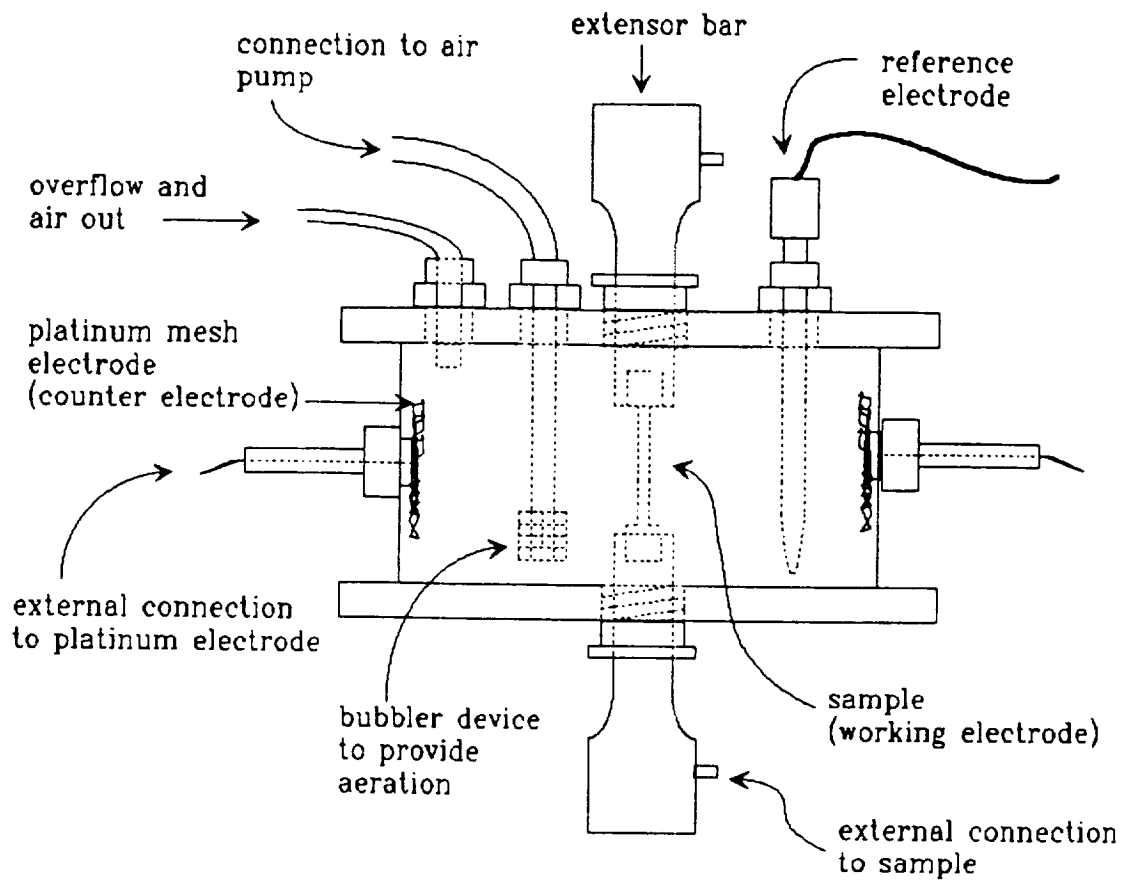 extensor bar
connection to air
pump
reference
electrode
overflow and
air out
platinum mesh
electrode
(counter electrode)
external connection
to platinum electrode
bubbler device
to provide
aeration
sample
(working electrode)
external connection
to sample